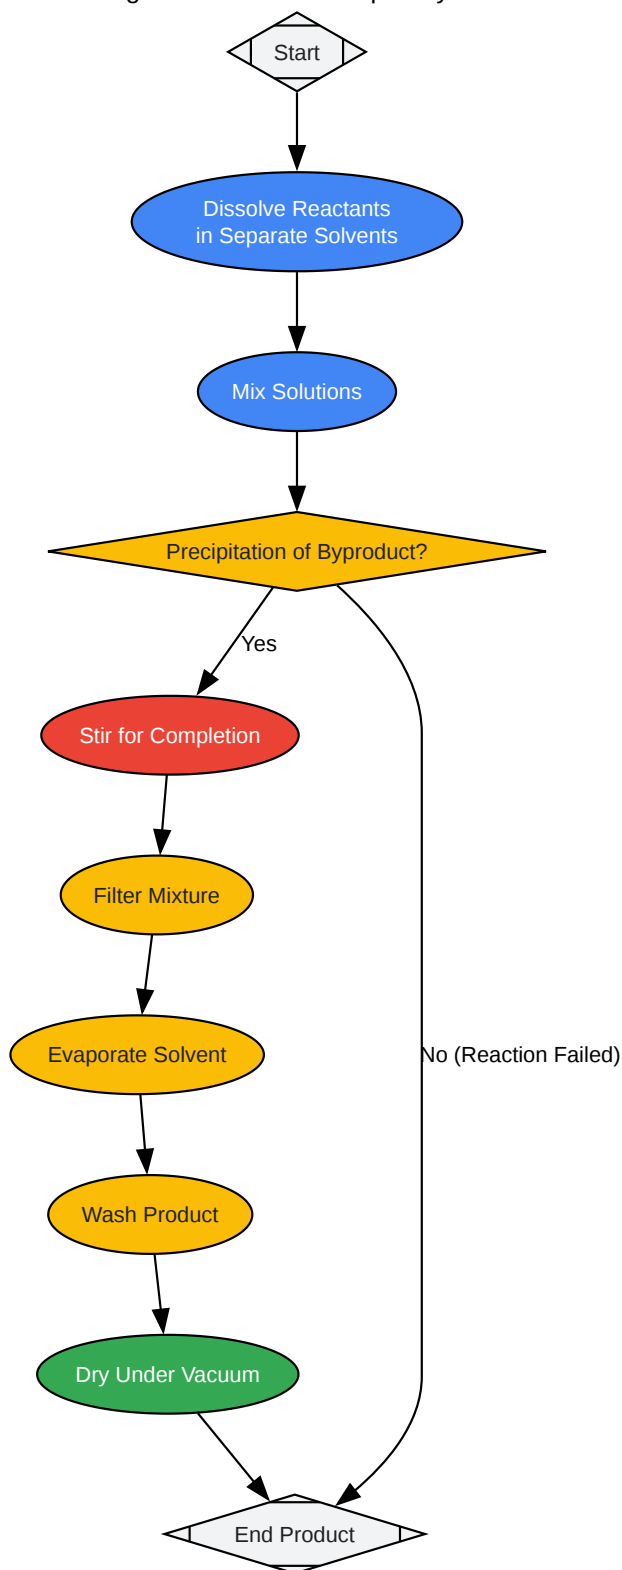 Start
Dissolve Reactants
in Separate Solvents
Mix Solutions
Precipitation of Byproduct?
Yes
Stir for Completion
Filter Mixture
Evaporate Solvent
No (Reaction Failed)
Wash Product
Dry Under Vacuum
End Product